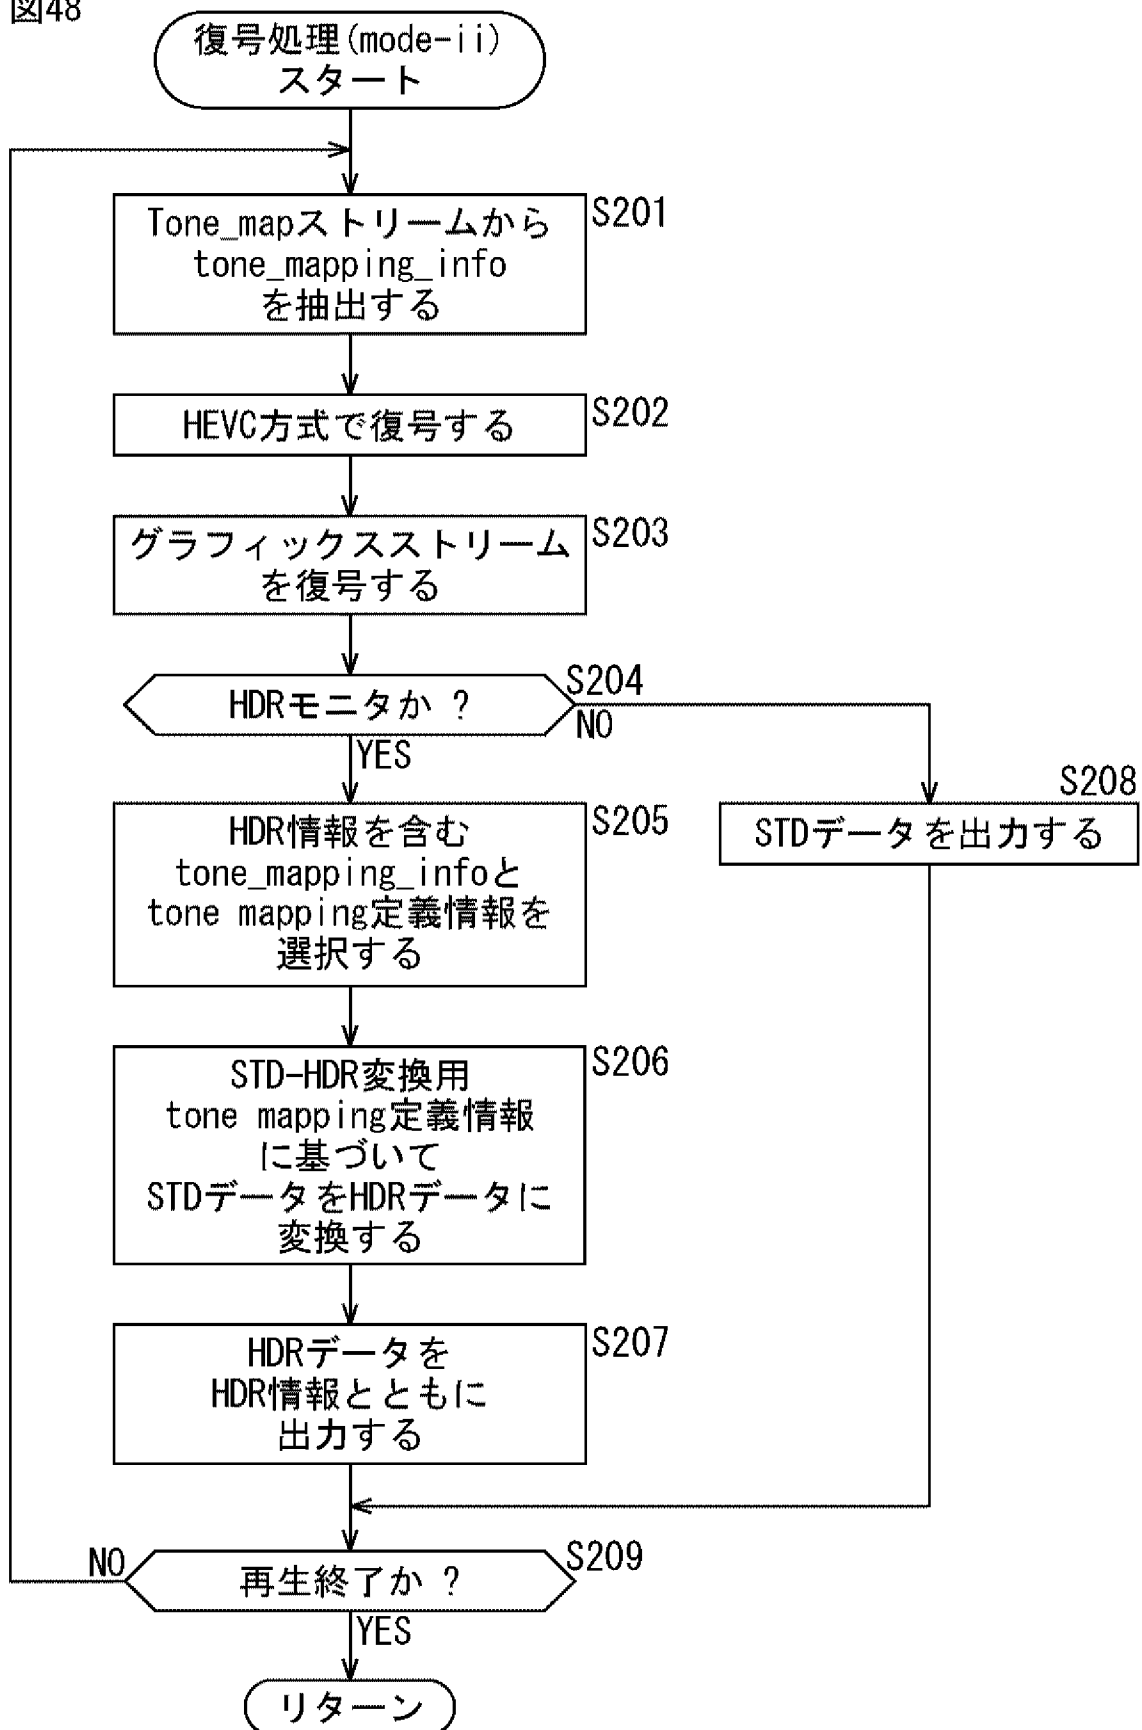 図48
復号処理(mode-ii)
スタート
Tone_mapストリームから
tone_mapping_info
を抽出する
S201
HEVC方式で復号する
S202
グラフィックスストリーム
を復号する
S203
HDRモニタか ?
S204
NO
YES
HDR情報を含む
tone_mapping_infoと
tone mapping定義情報を
選択する
S205
S208
STDデータを出力する
STD-HDR変換用
tone mapping定義情報
に基づいて
STDデータをHDRデータに
変換する
S206
HDRデータを
HDR情報とともに
出力する
S207
NO
再生終了か ?
S209
YES
リターン